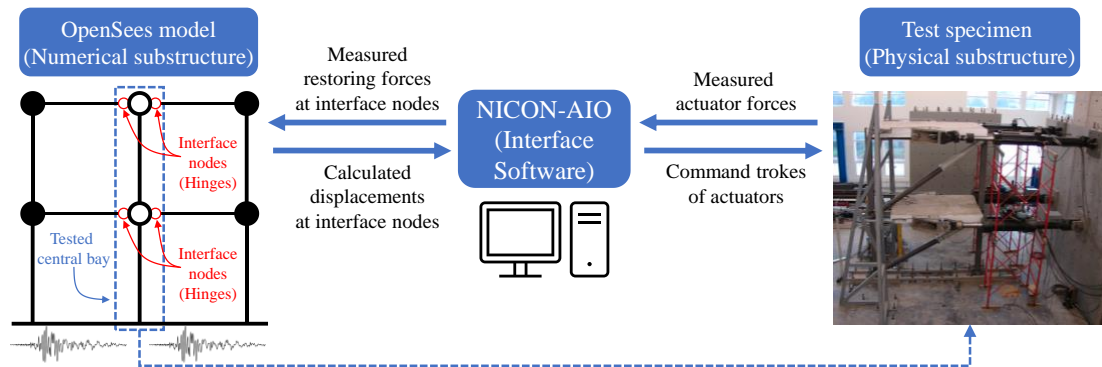 OpenSees model
(Numerical substructure)
Interface
nodes
(Hinges)
Tested
central bay
Interface
nodes
(Hinges)
Measured
restoring forces
at interface nodes
Calculated
displacements
at interface nodes
NICON-AIO
(Interface
Software)
Measured
actuator forces
Command trokes
of actuators
Test specimen
(Physical substructure)